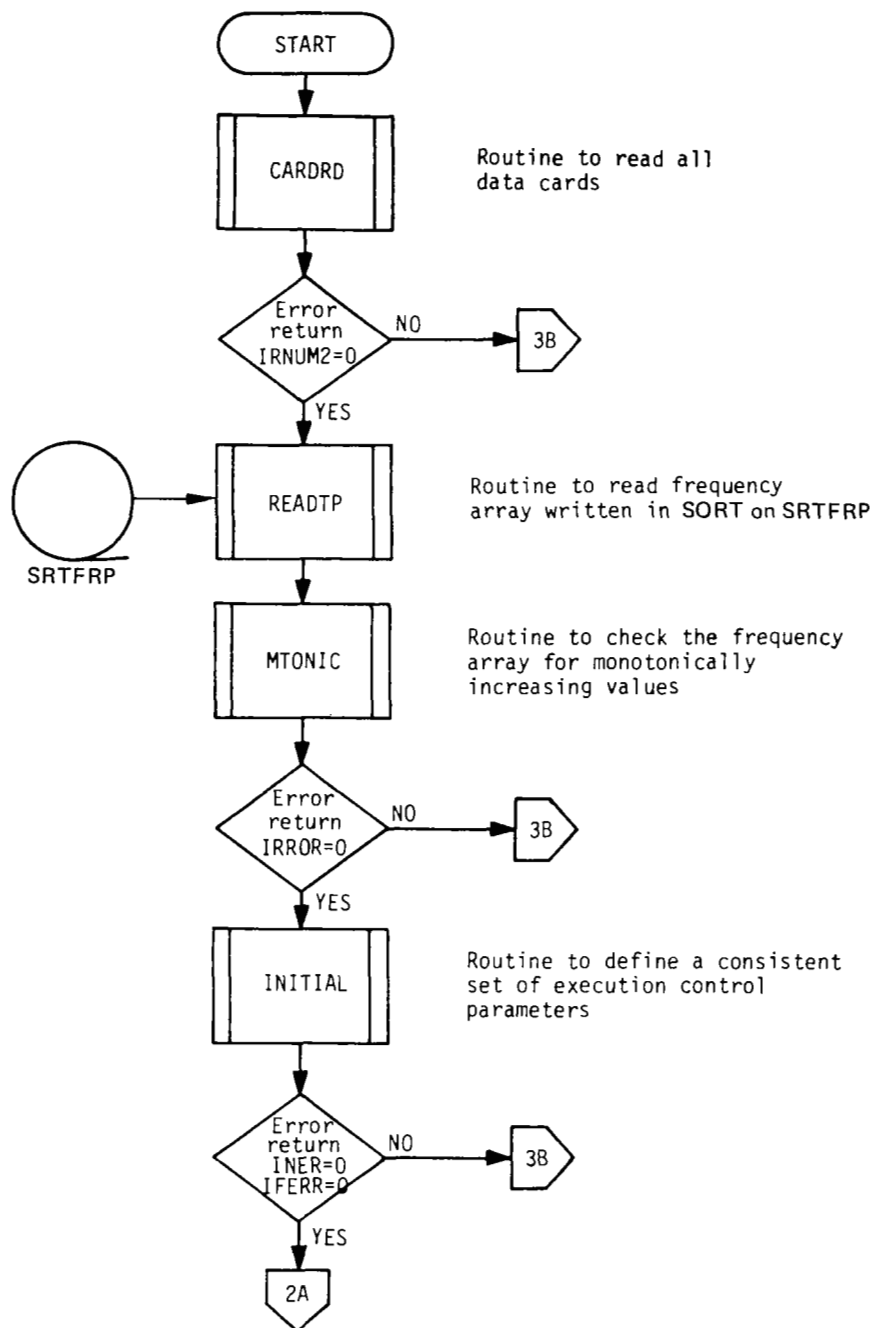 START
CARDRD
Routine to read all
data cards
Error
return
IRNUM2=0
NO
3B
YES
SRTFRP
READTP
Routine to read frequency
array written in SORT on SRTFRP
MTONIC
Routine to check the frequency
array for monotonically
increasing values
Error
return
IRROR=0
NO
3B
YES
INITIAL
Routine to define a consistent
set of execution control
parameters
Error
return
INER=0
IFERR=0
NO
3B
YES
2A